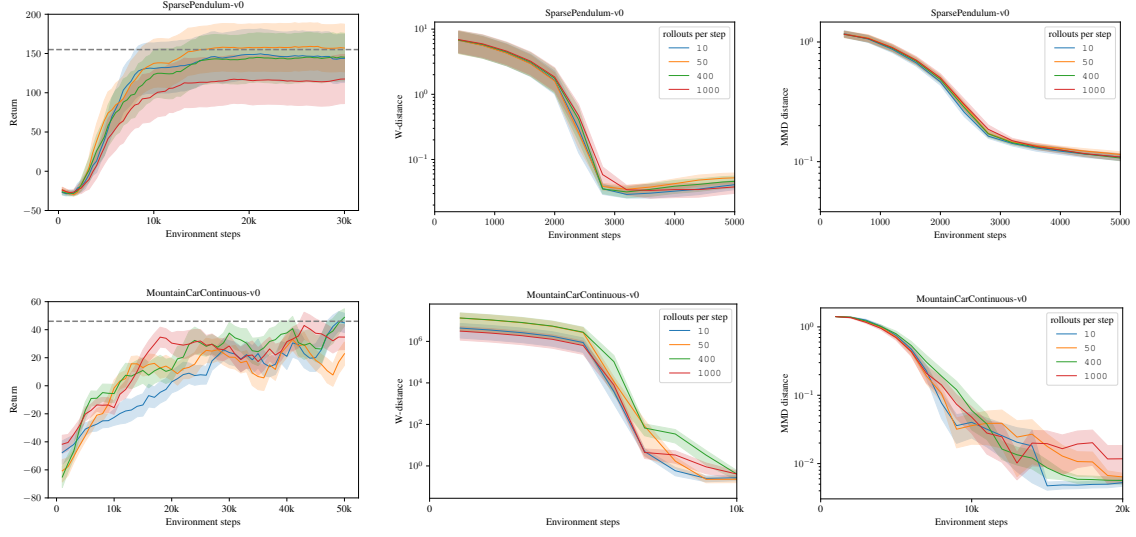 SparsePendulum-v0
Return
200
150
100
50
0
−50
0
10k
20k
30k
Environment steps
SparsePendulum-v0
W-distance
10¹
10⁰
10⁻¹
rollouts per step
10
50
400
1000
0
1000
2000
3000
4000
5000
Environment steps
SparsePendulum-v0
MMD distance
10⁰
10⁻¹
rollouts per step
10
50
400
1000
0
1000
2000
3000
4000
5000
Environment steps
MountainCarContinuous-v0
Return
60
40
20
0
−20
−40
−60
−80
0
10k
20k
30k
40k
50k
Environment steps
MountainCarContinuous-v0
W-distance
10⁶
10⁴
10²
10⁰
rollouts per step
10
50
400
1000
10k
Environment steps
MountainCarContinuous-v0
MMD distance
10⁰
10⁻¹
10⁻²
rollouts per step
10
50
400
1000
10k
20k
Environment steps